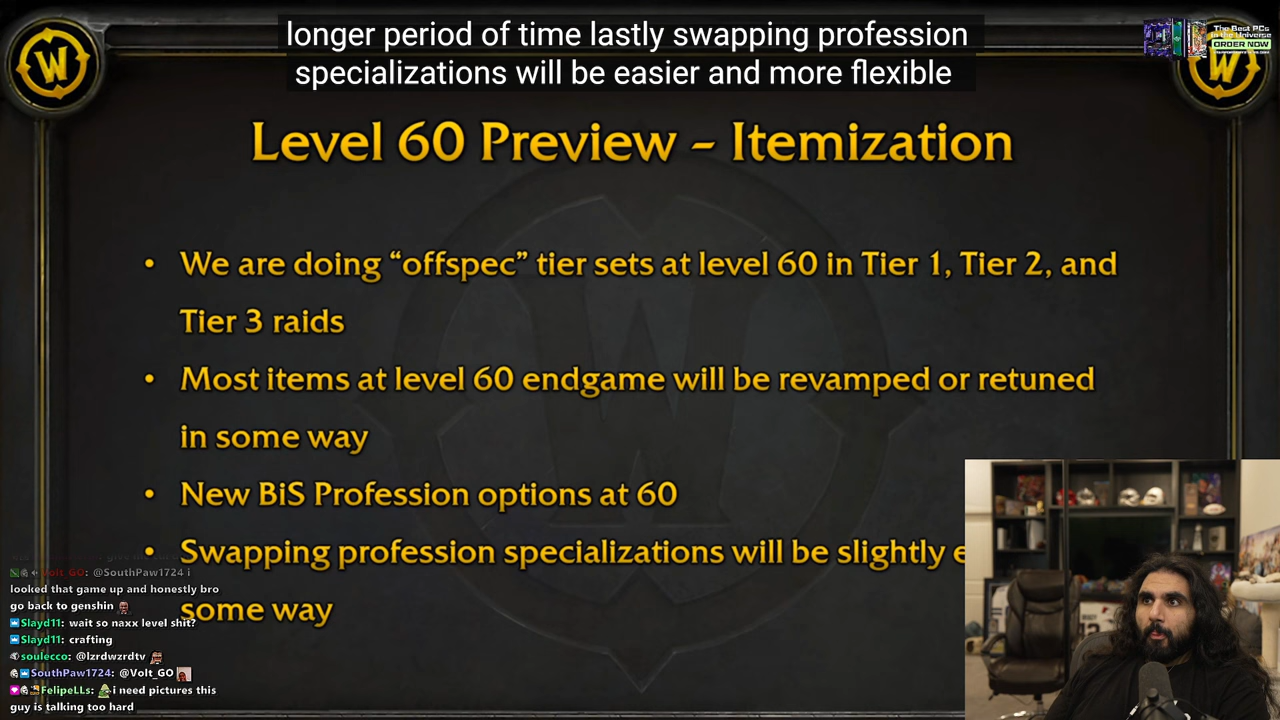 longer period of time lastly swapping profession
specializations will be easier and more flexible
The Best PCs
in the Universe
ORDER NOW
Level 60 Preview - Itemization
• We are doing “offspec” tier sets at level 60 in Tier 1, Tier 2, and
Tier 3 raids
• Most items at level 60 endgame will be revamped or retuned
in some way
• New BiS Profession options at 60
• Swapping profession specializations will be slightly e
some way
Volt_GO: @SouthPaw1724 i
looked that game up and honestly bro
go back to genshin
Slayd11: wait so naxx level shit?
Slayd11: crafting
soulecco: @lzrdwzrdtv
SouthPaw1724: @Volt_GO
FelipeLLs: i need pictures this
guy is talking too hard